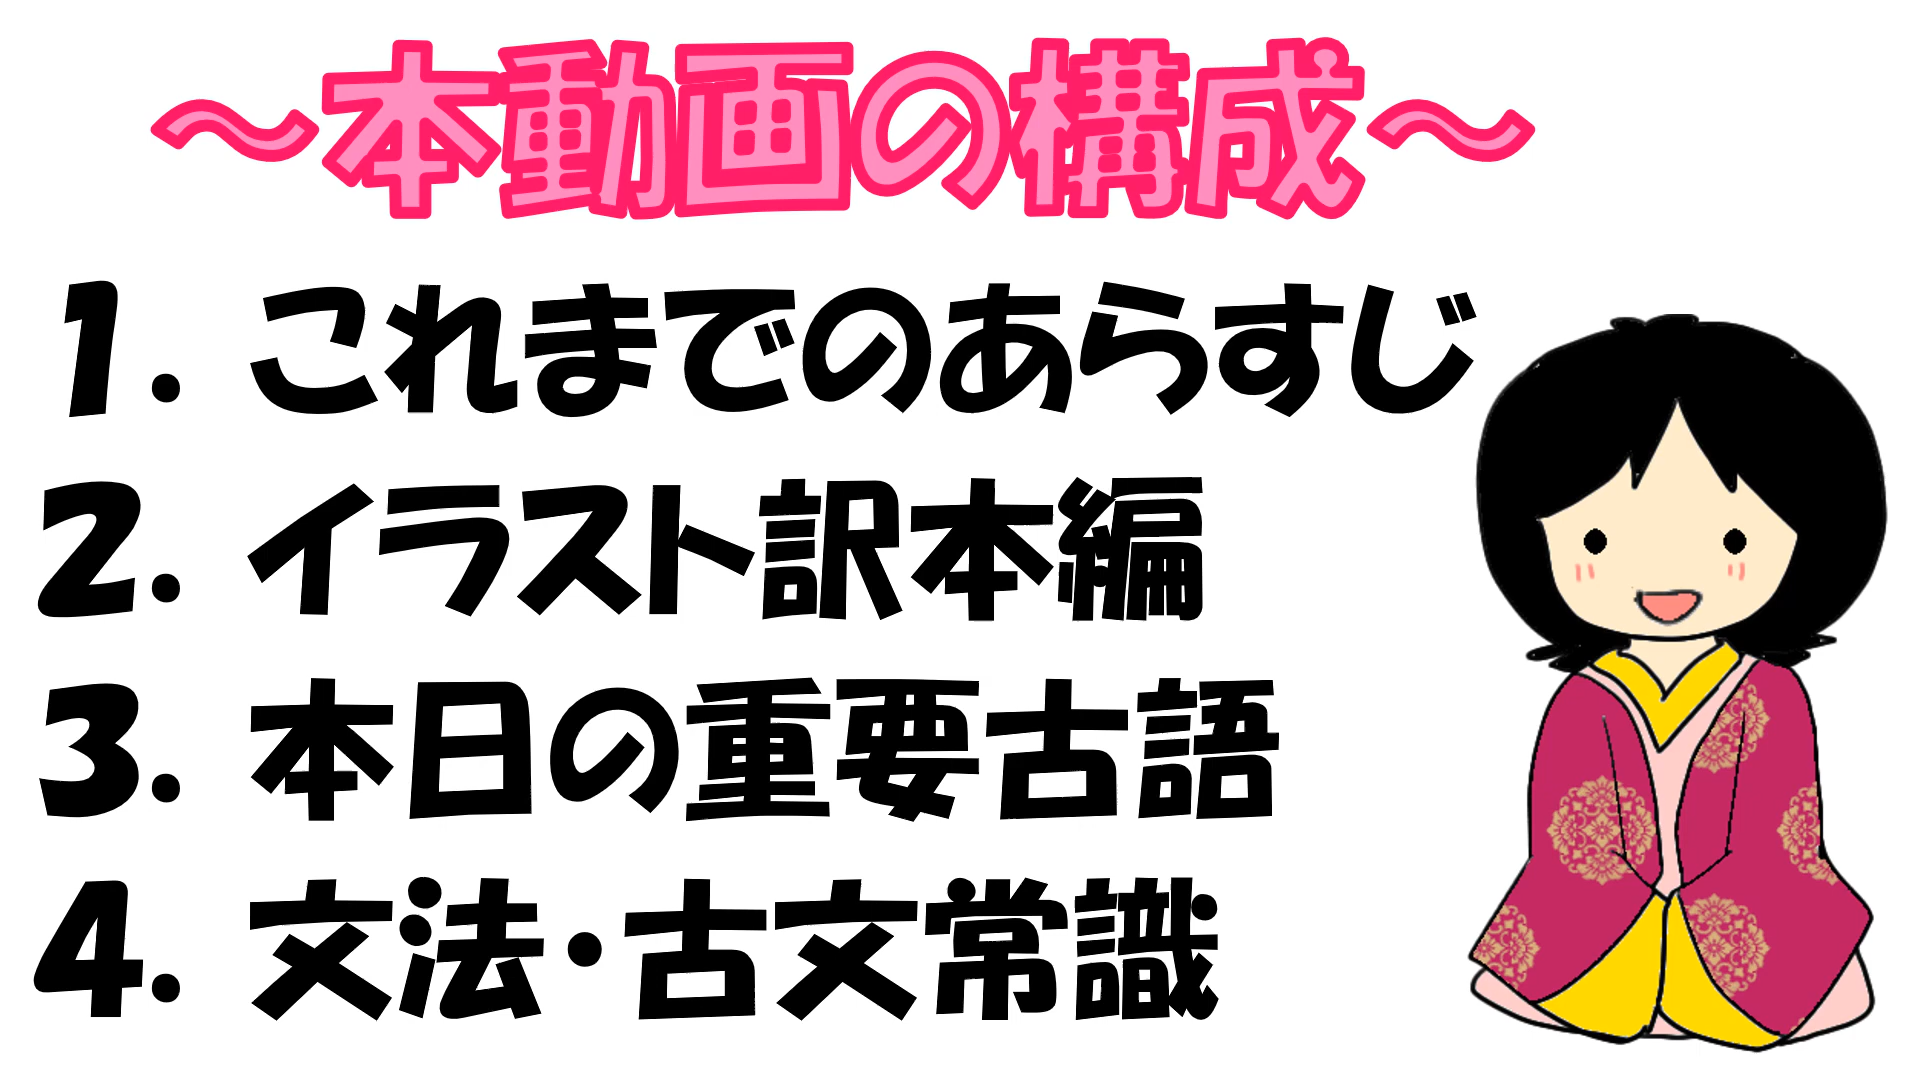 ～本動画の構成～
1. これまでのあらすじ
2. イラスト訳本編
3. 本日の重要古語
4. 文法・古文常識